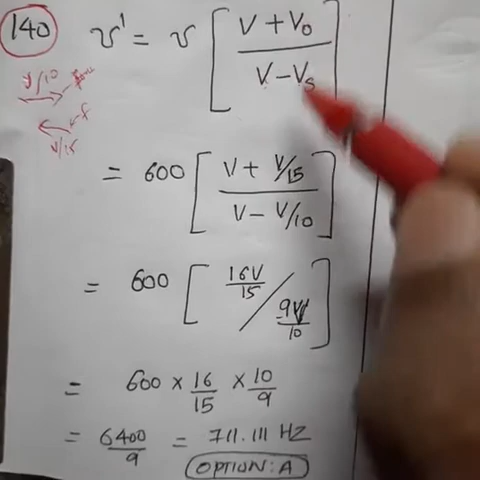 140
ν' = ν [ V + V₀ / V - Vₛ ]
V/10
V/15
= 600 [ V + V/15 / V - V/10 ]
= 600 [ 16V/15 / 9V/10 ]
= 600 × 16/15 × 10/9
= 6400/9 = 711.111 HZ
OPTION: A